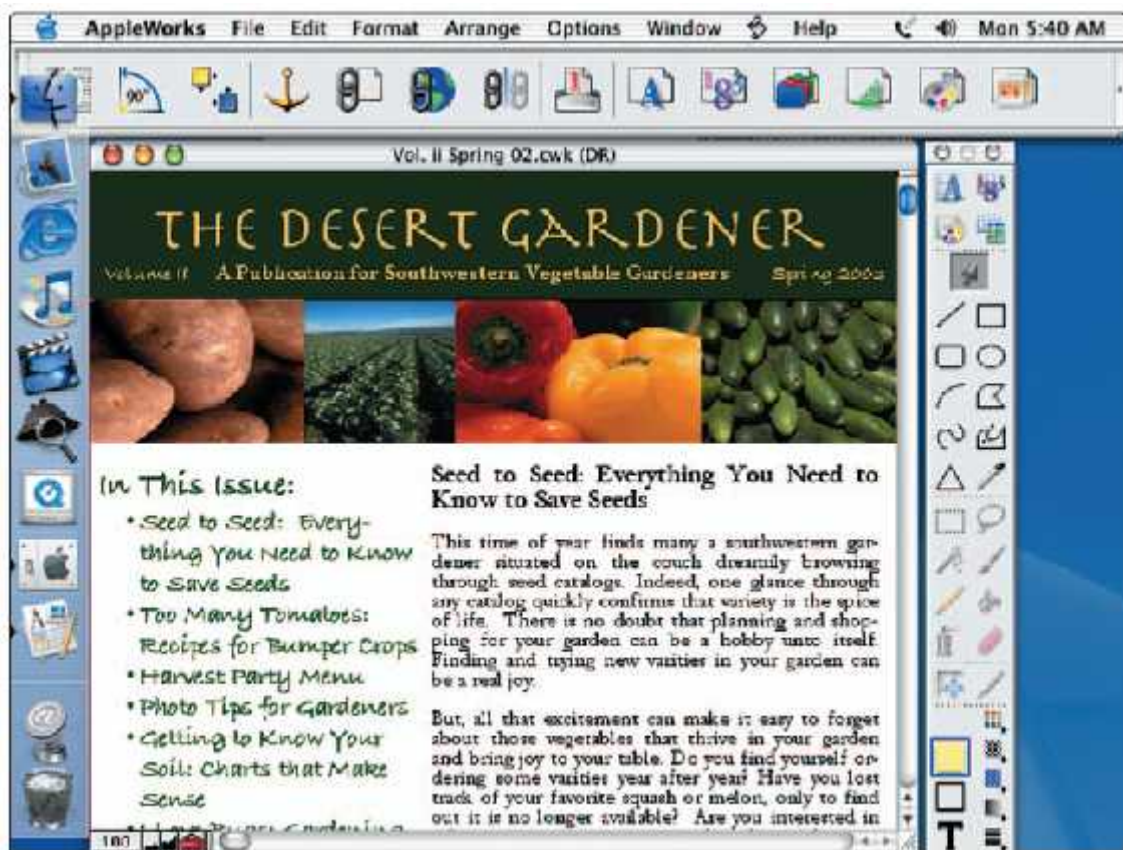 AppleWorks File Edit Format Arrange Options Window Help Mon 5:40 AM
90°
Vol. II Spring 02.cwk (DR)
THE DESERT GARDENER
Volume II A Publication for Southwestern Vegetable Gardeners Spring 2002
In This Issue:
• Seed to Seed: Every-
thing You Need to Know
to Save Seeds
• Too Many Tomatoes:
Recipes for Bumper Crops
• Harvest Party Menu
• Photo Tips for Gardeners
• Getting to Know Your
Soil: Charts that Make
Sense
Seed to Seed: Everything You Need to
Know to Save Seeds
This time of year finds many a southwestern gar-
dener situated on the couch dreamily browsing
through seed catalogs. Indeed, one glance through
any catalog quickly confirms that variety is the spice
of life. There is no doubt that planning and shop-
ping for your garden can be a hobby unto itself.
Finding and trying new varities in your garden can
be a real joy.
But, all that excitement can make it easy to forget
about those vegetables that thrive in your garden
and bring joy to your table. Do you find yourself or-
dering some varities year after year? Have you lost
track of your favorite squash or melon, only to find
out it is no longer available? Are you interested in
100